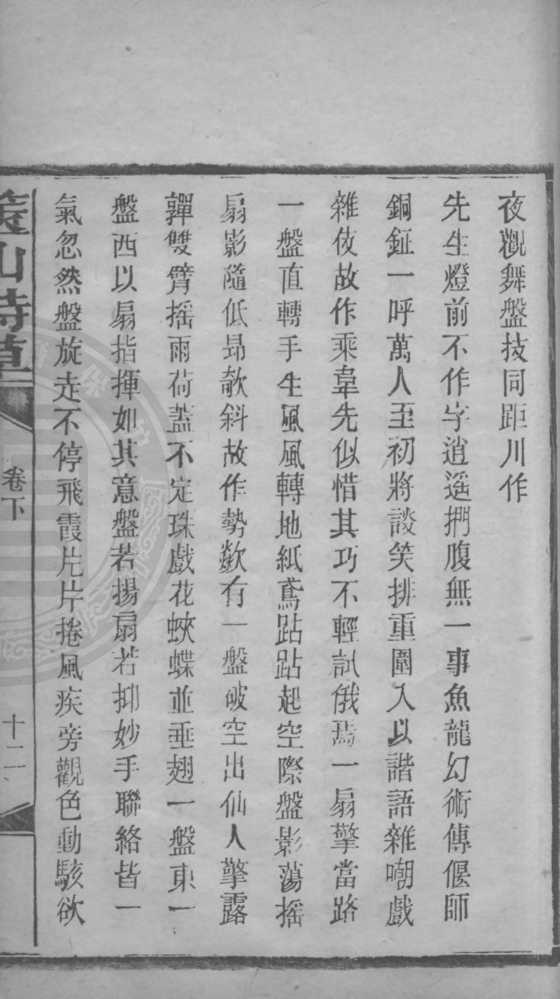 夜觀舞盤技同距川作
先生燈前不作字逍遙捫腹無一事魚龍幻術傳偃師
銅鉦一呼萬人至初將談笑排重圍入以諧語雜嘲戲
雜伎故作乘韋先似惜其巧不輕試俄焉一扇擎當路
一盤直轉手生風風轉地紙鳶跕跕起空際盤影蕩搖
扇影隨低昻欹斜故作勢歘有一盤破空出仙人擎露
嚲雙臂搖雨荷蓋不定珠戲花蛺蝶並垂翅一盤東一
盤西以扇指揮如其意盤若揚扇若抑妙手聯絡皆一
氣忽然盤旋走不停飛霞片片捲風疾旁觀色動駭欲
山詩草
卷下
十二